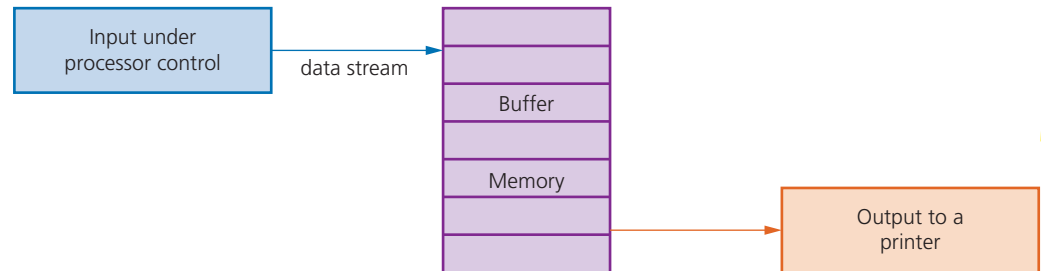 Input under
processor control
data stream
Buffer
Memory
Output to a
printer